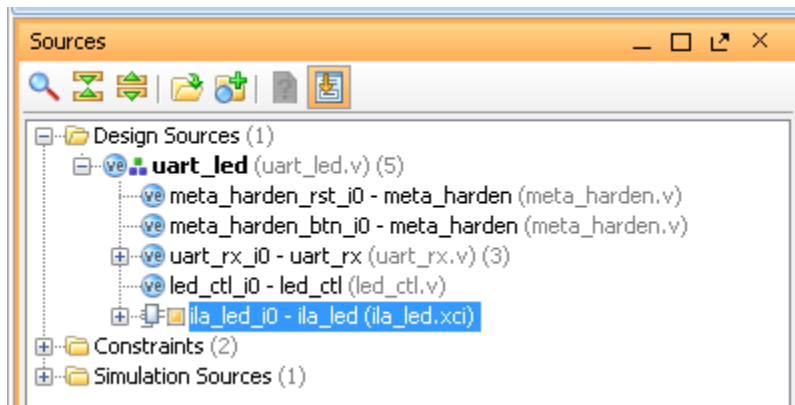 Sources
Design Sources (1)
uart_led (uart_led.v) (5)
meta_harden_rst_i0 - meta_harden (meta_harden.v)
meta_harden_btn_i0 - meta_harden (meta_harden.v)
uart_rx_i0 - uart_rx (uart_rx.v) (3)
led_ctl_i0 - led_ctl (led_ctl.v)
ila_led_i0 - ila_led (ila_led.xci)
Constraints (2)
Simulation Sources (1)